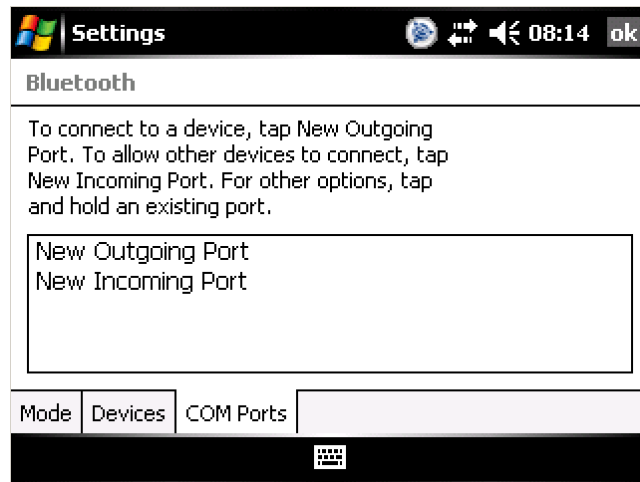 Settings 08:14 ok
Bluetooth
To connect to a device, tap New Outgoing
Port. To allow other devices to connect, tap
New Incoming Port. For other options, tap
and hold an existing port.
New Outgoing Port
New Incoming Port
Mode Devices COM Ports